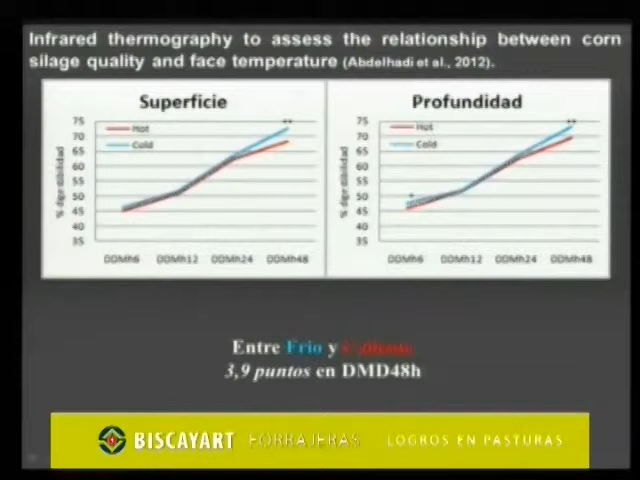 Infrared thermography to assess the relationship between corn
silage quality and face temperature (Abdelhadi et al., 2012).
Superficie
75
70
65
60
55
50
45
40
35
% digestibilidad
Hot
Cold
**
DDMh6 DDMh12 DDMh24 DDMh48
Profundidad
75
70
65
60
55
50
45
40
35
% digestibilidad
Hot
Cold
*
**
DDMh6 DDMh12 DDMh24 DDMh48
Entre Frio y
3,9 puntos en DMD48h
BISCAYART FORRAJERAS LOGROS EN PASTURAS